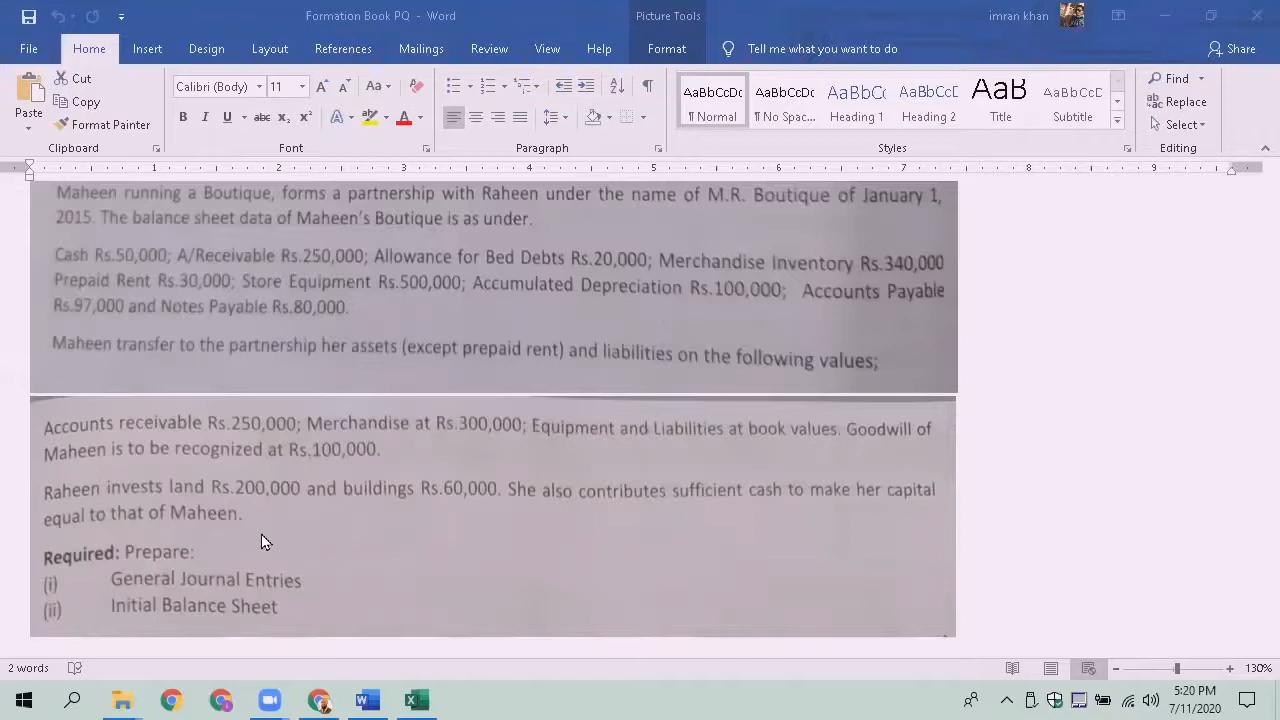 Formation Book PQ - Word
Picture Tools
imran khan
File Home Insert Design Layout References Mailings Review View Help Format Tell me what you want to do Share
Paste
Cut
Copy
Format Painter
Clipboard
Calibri (Body) 11
Font
Paragraph
AaBbCcDc AaBbCcDc AaBbC AaBbCcD AaB AaBbCcD
¶ Normal ¶ No Spac... Heading 1 Heading 2 Title Subtitle
Styles
Find
Replace
Select
Editing
1 2 3 4 5 6 7 8 9
Maheen running a Boutique, forms a partnership with Raheen under the name of M.R. Boutique of January 1,
2015. The balance sheet data of Maheen's Boutique is as under.
Cash Rs.50,000; A/Receivable Rs.250,000; Allowance for Bed Debts Rs.20,000; Merchandise Inventory Rs.340,000
Prepaid Rent Rs.30,000; Store Equipment Rs.500,000; Accumulated Depreciation Rs.100,000; Accounts Payable
Rs.97,000 and Notes Payable Rs.80,000.
Maheen transfer to the partnership her assets (except prepaid rent) and liabilities on the following values;
Accounts receivable Rs.250,000; Merchandise at Rs.300,000; Equipment and Liabilities at book values. Goodwill of
Maheen is to be recognized at Rs.100,000.
Raheen invests land Rs.200,000 and buildings Rs.60,000. She also contributes sufficient cash to make her capital
equal to that of Maheen.
Required: Prepare:
(i) General Journal Entries
(ii) Initial Balance Sheet
2 words
130%
5:20 PM
7/11/2020